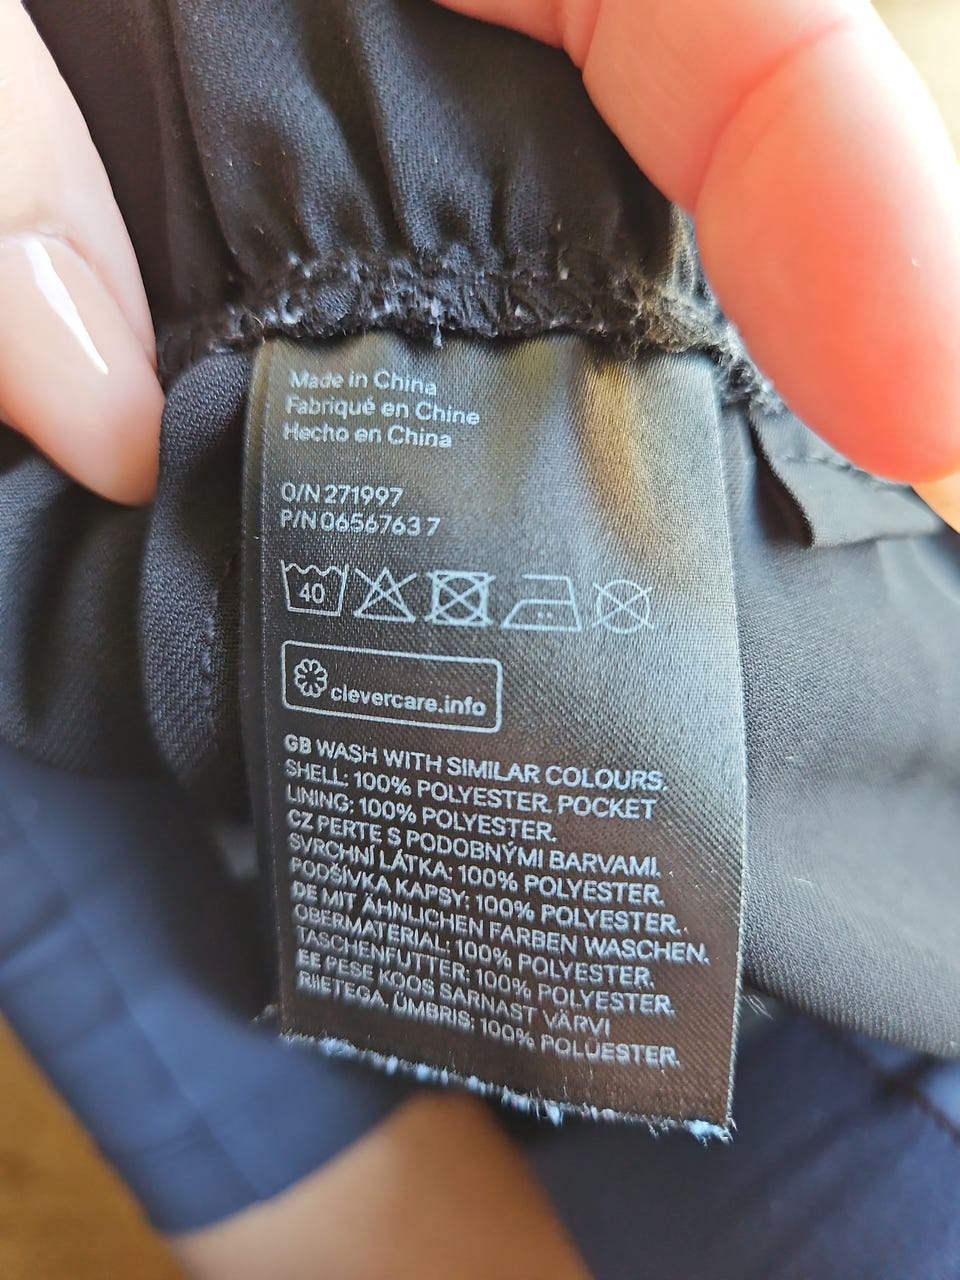 Made in China
Fabriqué en Chine
Hecho en China
O/N 271997
P/N 0656763 7
40
clevercare.info
GB WASH WITH SIMILAR COLOURS.
SHELL: 100% POLYESTER. POCKET
LINING: 100% POLYESTER.
CZ PERTE S PODOBNÝMI BARVAMI.
SVRCHNÍ LÁTKA: 100% POLYESTER.
PODŠÍVKA KAPSY: 100% POLYESTER.
DE MIT ÄHNLICHEN FARBEN WASCHEN.
OBERMATERIAL: 100% POLYESTER.
TASCHENFUTTER: 100% POLYESTER.
EE PESE KOOS SARNAST VÄRVI
RIIETEGA. ÜMBRIS: 100% POLÜESTER.